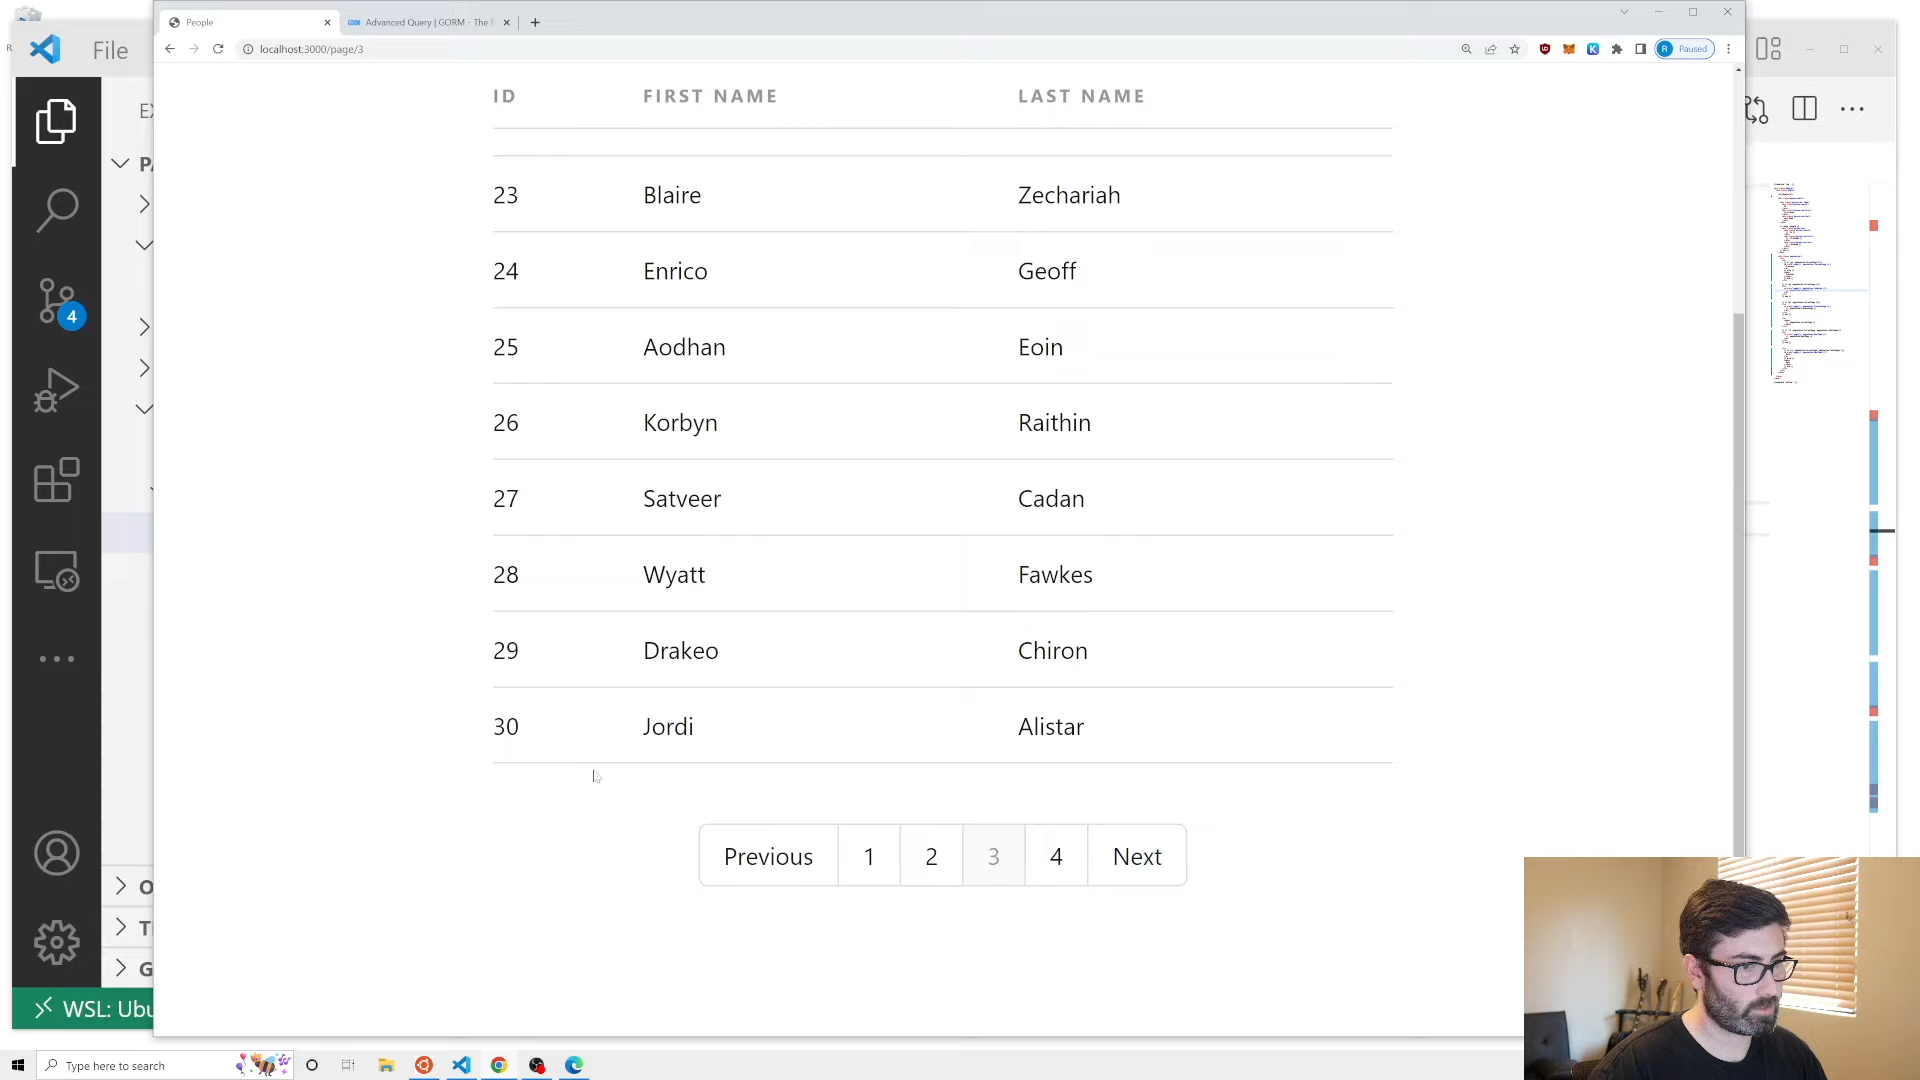 People
Advanced Query | GORM - The f
localhost:3000/page/3
Paused
File
ID FIRST NAME LAST NAME
23 Blaire Zechariah
24 Enrico Geoff
25 Aodhan Eoin
26 Korbyn Raithin
27 Satveer Cadan
28 Wyatt Fawkes
29 Drakeo Chiron
30 Jordi Alistar
Previous 1 2 3 4 Next
4
O
T
G
WSL: Ubu
Type here to search